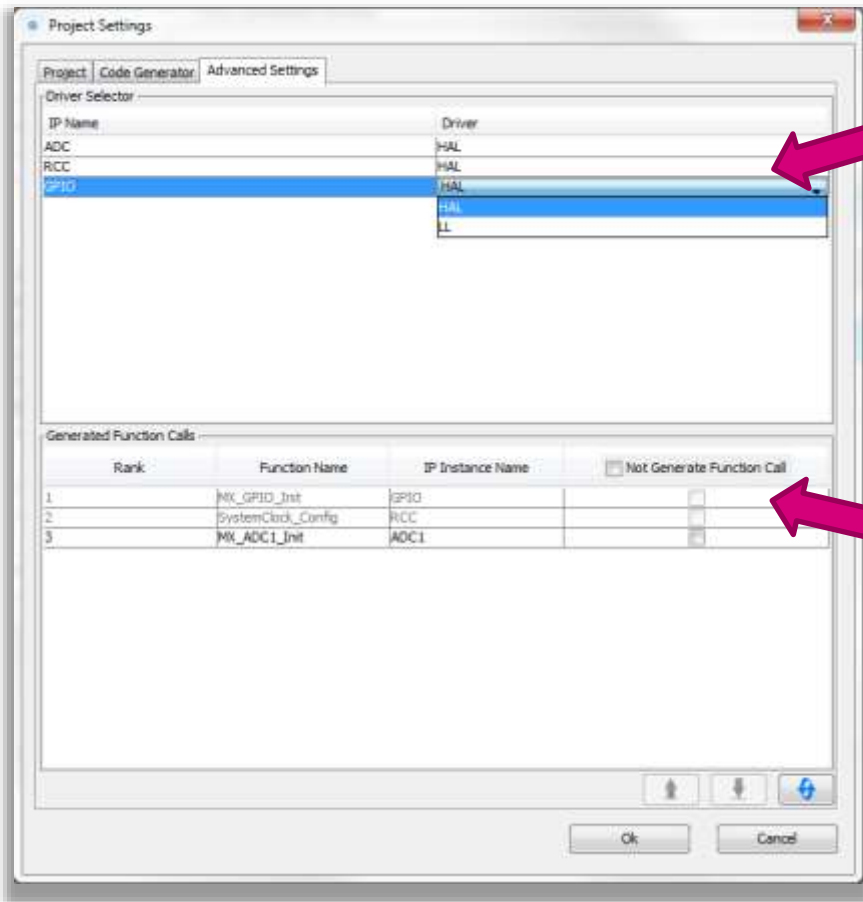 Project Settings
Project Code Generator Advanced Settings
Driver Selector
IP Name Driver
ADC HAL
RCC HAL
GPIO HAL
HAL
LL
Generated Function Calls
Rank Function Name IP Instance Name Not Generate Function Call
1 MX_GPIO_Init GPIO
2 SystemClock_Config RCC
3 MX_ADC1_Init ADC1
Ok Cancel